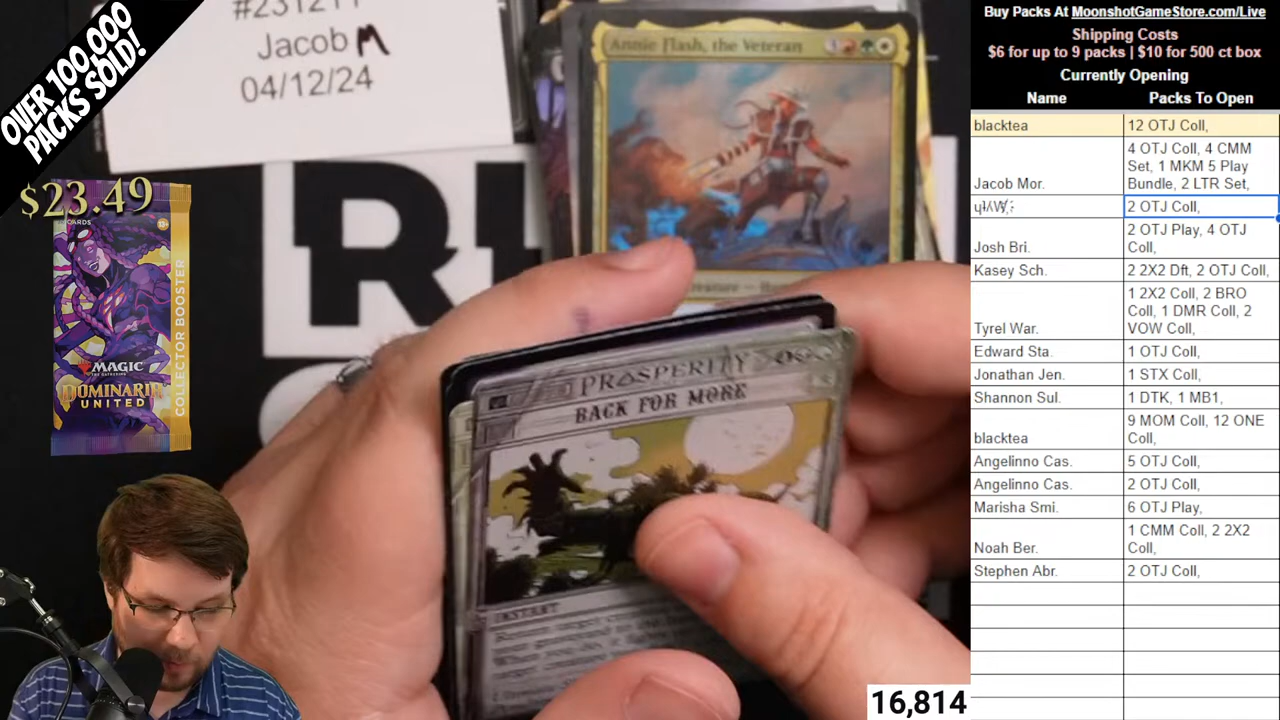 OVER 100,000
PACKS SOLD!
#231211
Jacob M
04/12/24
$23.49
CARDS
13+
MAGIC
THE GATHERING
DOMINARIA
UNITED
COLLECTOR BOOSTER
Annie Flash, the Veteran
PROSPERITY
BACK FOR MORE
INSTANT
16,814
Buy Packs At MoonshotGameStore.com/Live
Shipping Costs
$6 for up to 9 packs | $10 for 500 ct box
Currently Opening
Name Packs To Open
blacktea 12 OTJ Coll,
Jacob Mor. 4 OTJ Coll, 4 CMM
Set, 1 MKM 5 Play
Bundle, 2 LTR Set,
2 OTJ Coll,
Josh Bri. 2 OTJ Play, 4 OTJ
Coll,
Kasey Sch. 2 2X2 Dft, 2 OTJ Coll,
Tyrel War. 1 2X2 Coll, 2 BRO
Coll, 1 DMR Coll, 2
VOW Coll,
Edward Sta. 1 OTJ Coll,
Jonathan Jen. 1 STX Coll,
Shannon Sul. 1 DTK, 1 MB1,
blacktea 9 MOM Coll, 12 ONE
Coll,
Angelinno Cas. 5 OTJ Coll,
Angelinno Cas. 2 OTJ Coll,
Marisha Smi. 6 OTJ Play,
Noah Ber. 1 CMM Coll, 2 2X2
Coll,
Stephen Abr. 2 OTJ Coll,